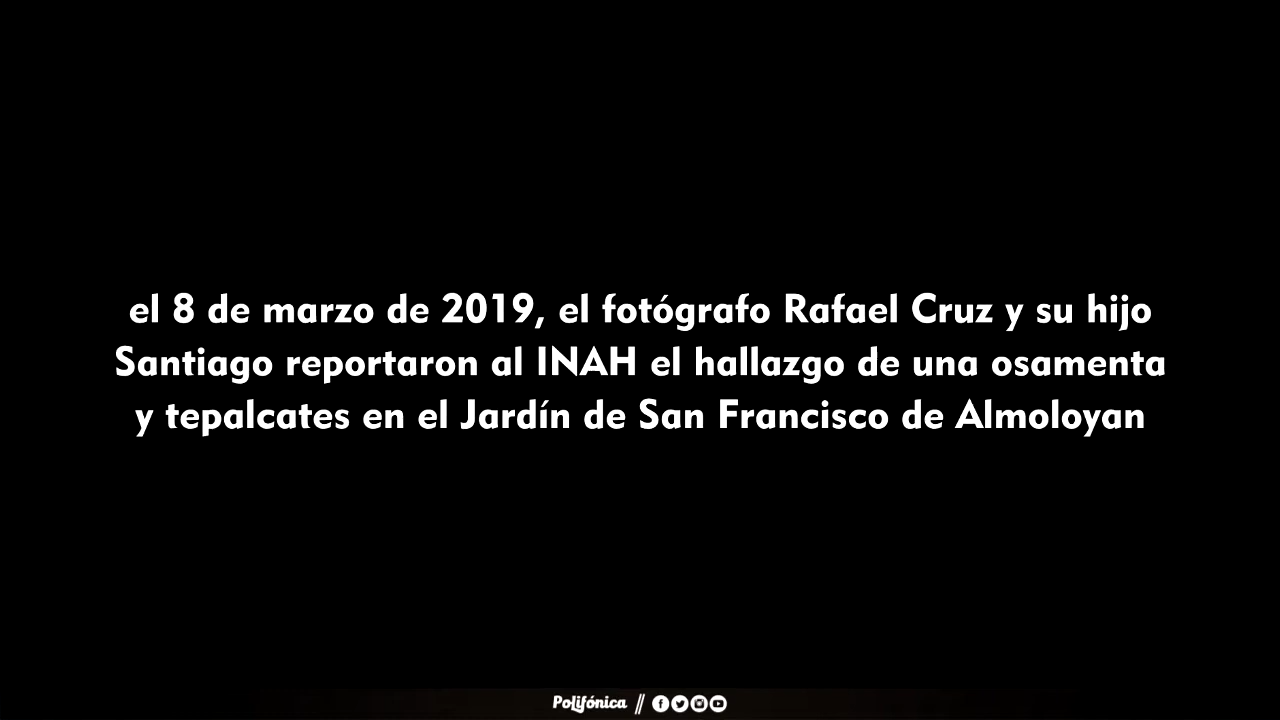 el 8 de marzo de 2019, el fotógrafo Rafael Cruz y su hijo
Santiago reportaron al INAH el hallazgo de una osamenta
y tepalcates en el Jardín de San Francisco de Almoloyan
Polifónica //